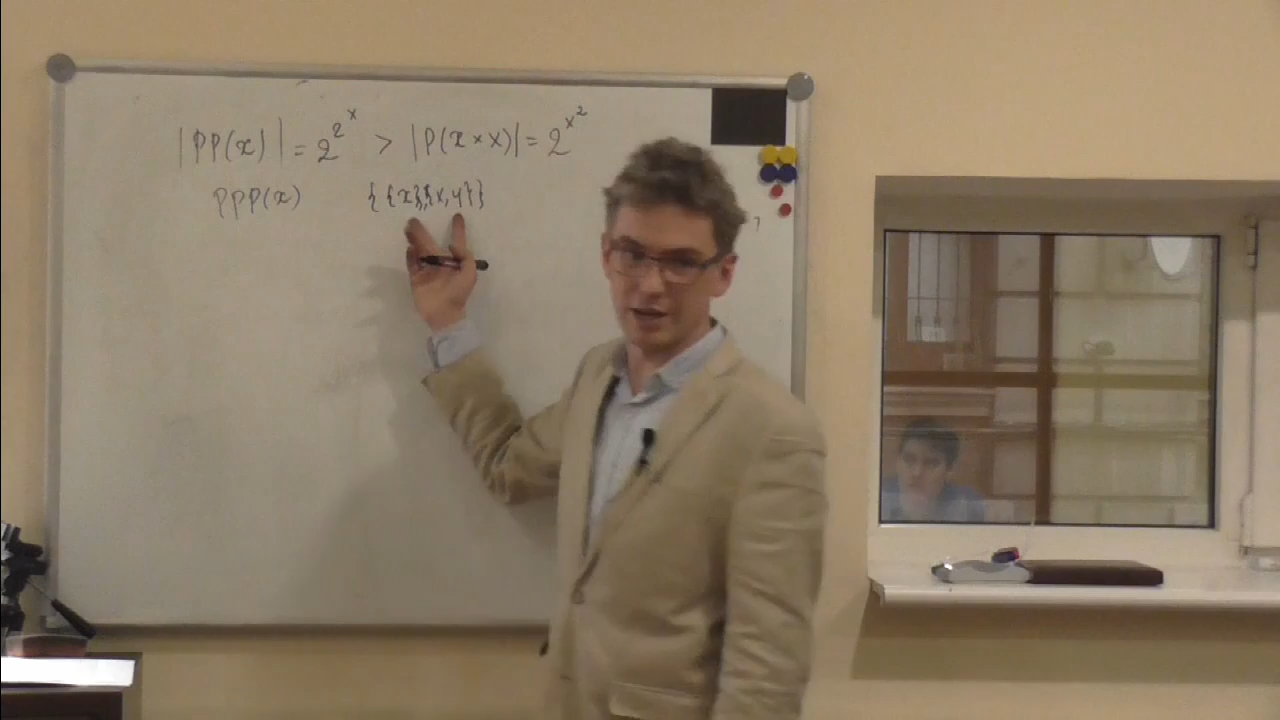 |PP(x)| = 2^{2^x} > |P(x × x)| = 2^{x^2}
PPP(x) {{x},{x,y}}